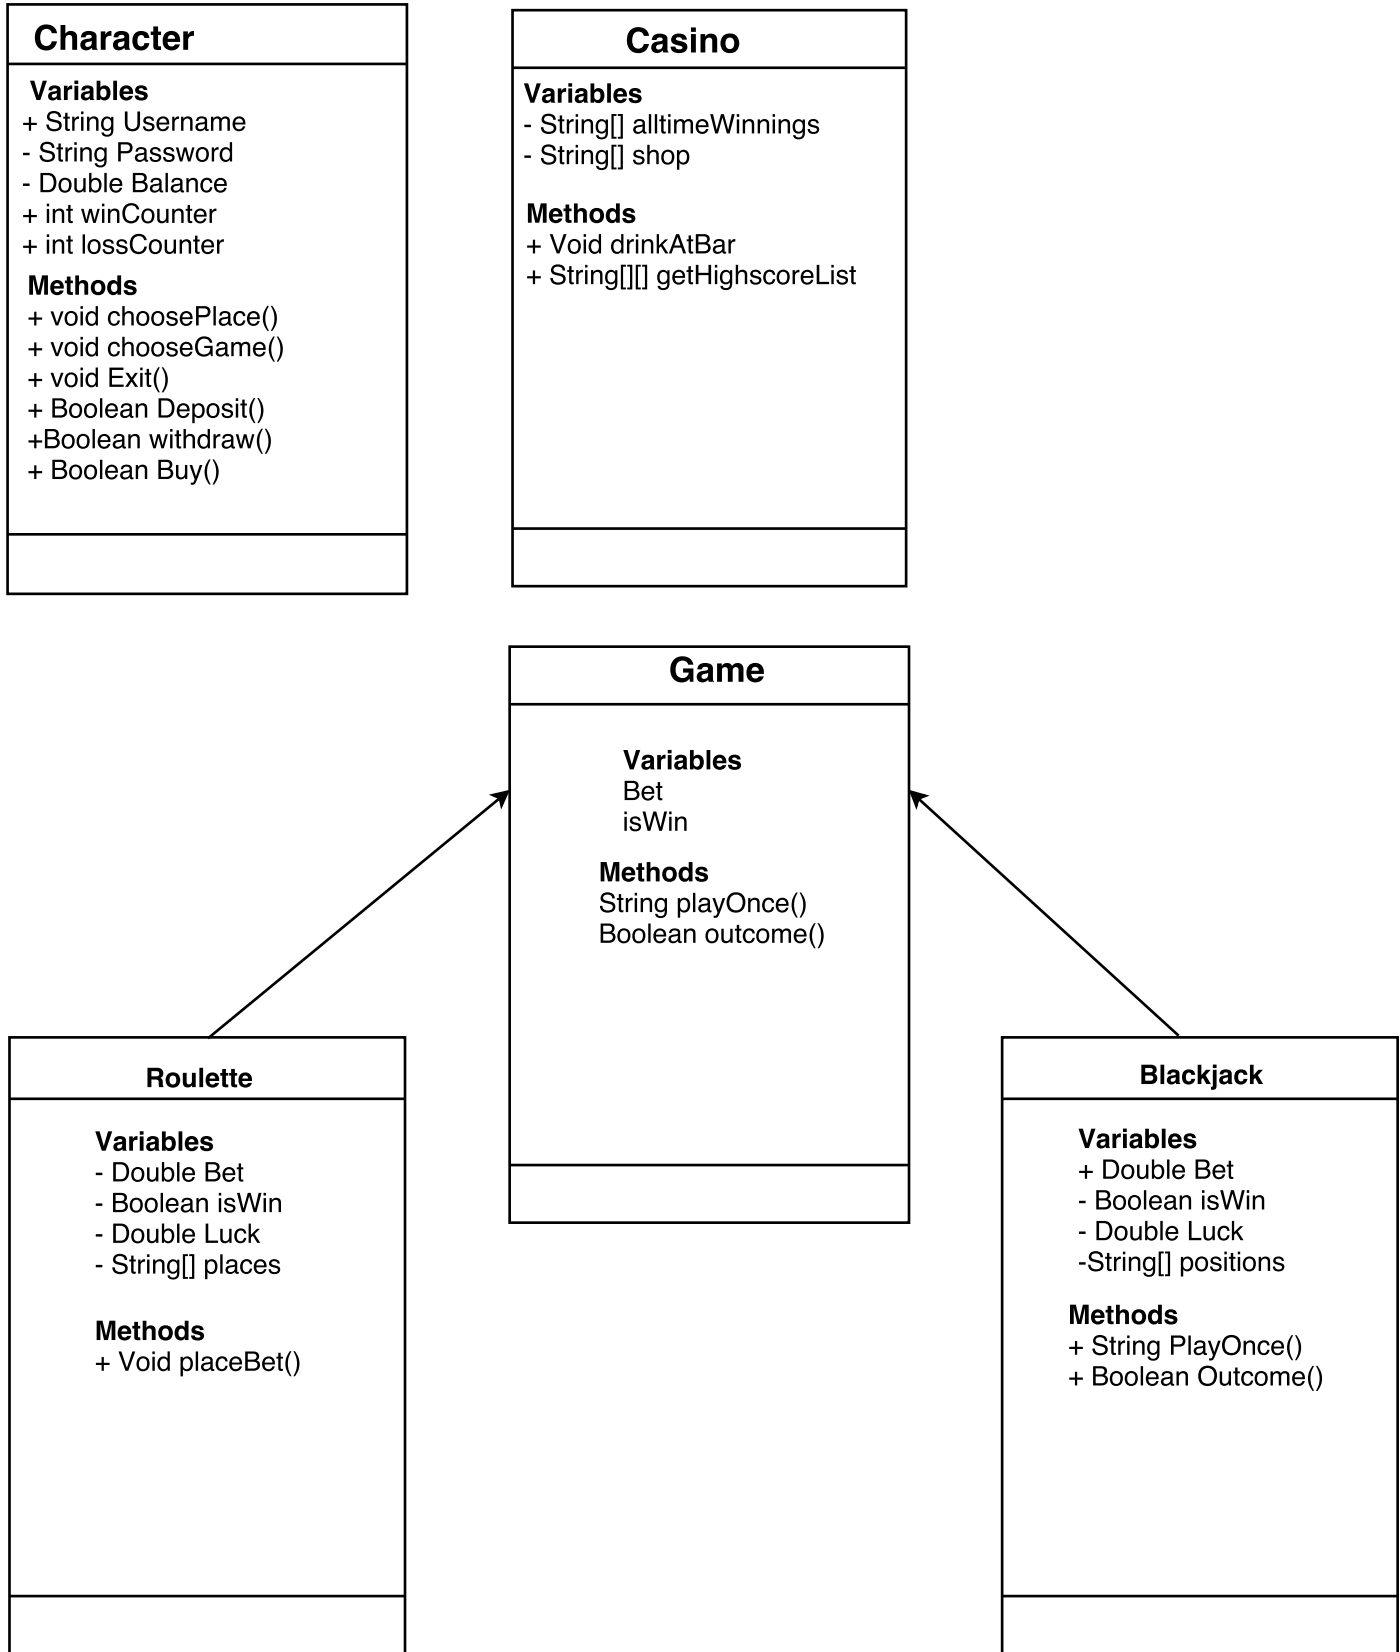 Character
Variables
+ String Username
- String Password
- Double Balance
+ int winCounter
+ int lossCounter
Methods
+ void choosePlace()
+ void chooseGame()
+ void Exit()
+ Boolean Deposit()
+Boolean withdraw()
+ Boolean Buy()
Casino
Variables
- String[] alltimeWinnings
- String[] shop
Methods
+ Void drinkAtBar
+ String[][] getHighscoreList
Game
Variables
Bet
isWin
Methods
String playOnce()
Boolean outcome()
Roulette
Variables
- Double Bet
- Boolean isWin
- Double Luck
- String[] places
Methods
+ Void placeBet()
Blackjack
Variables
+ Double Bet
- Boolean isWin
- Double Luck
-String[] positions
Methods
+ String PlayOnce()
+ Boolean Outcome()